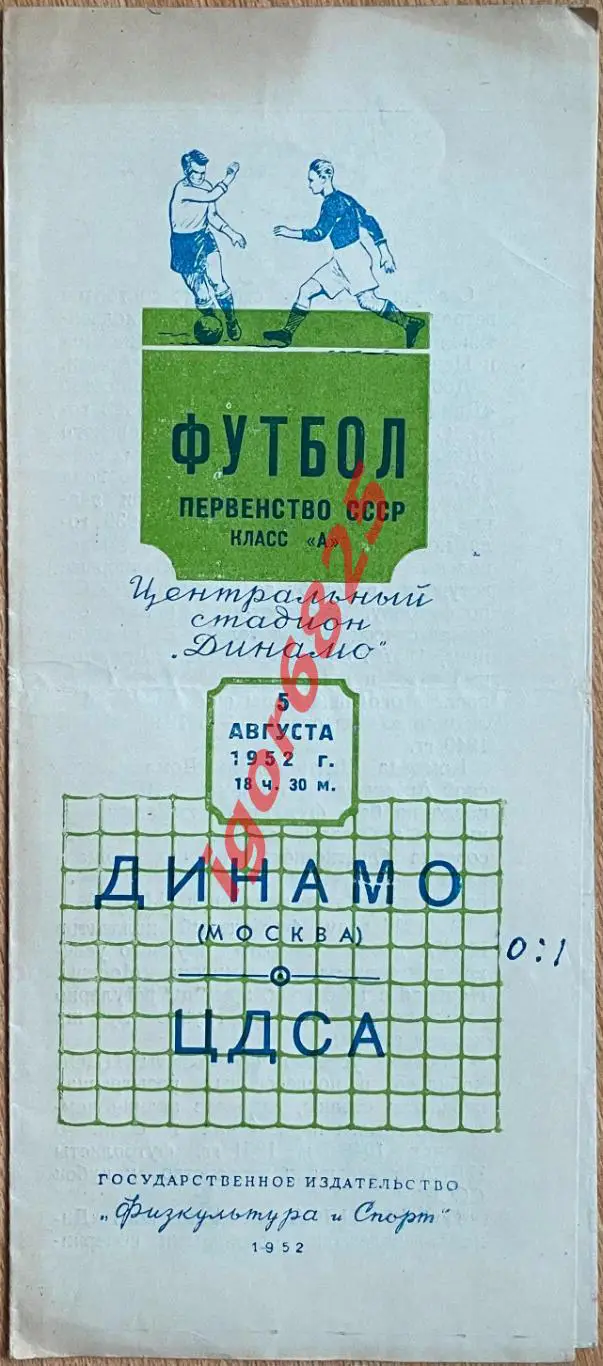 ФУТБОЛ
ПЕРВЕНСТВО СССР
КЛАСС «А»
Центральный
стадион
„Динамо"
5
АВГУСТА
1952 г.
18 ч. 30 м.
ДИНАМО
(МОСКВА)
0:1
ЦДСА
ГОСУДАРСТВЕННОЕ ИЗДАТЕЛЬСТВО
„Физкультура и Спорт"
1952
igor6825